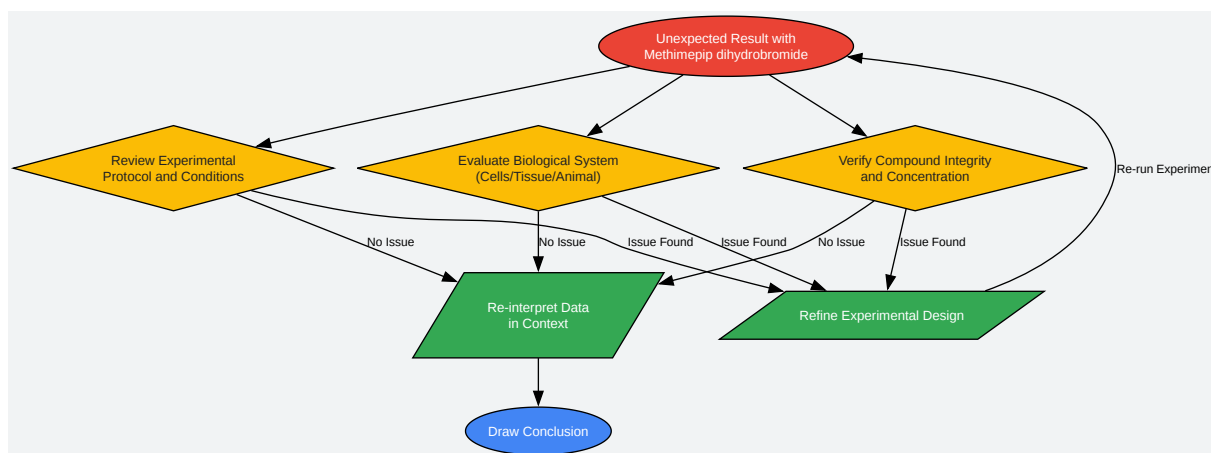 Unexpected Result with
Methimepip dihydrobromide
Review Experimental
Protocol and Conditions
Evaluate Biological System
(Cells/Tissue/Animal)
Verify Compound Integrity
and Concentration
Re-run Experimen
No Issue
No Issue
Issue Found
Issue Found
No Issue
Issue Found
Re-interpret Data
in Context
Refine Experimental Design
Draw Conclusion